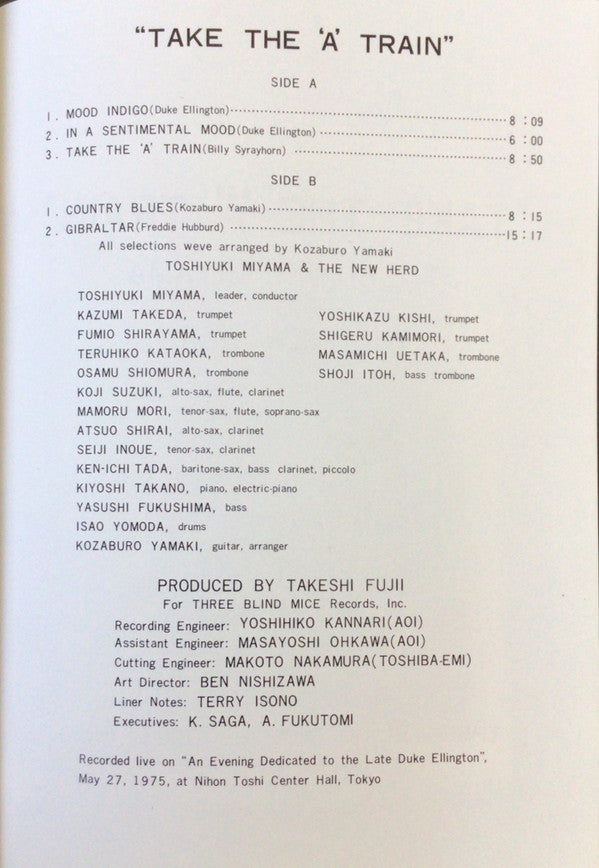 “TAKE THE ‘A’ TRAIN”
SIDE A
1. MOOD INDIGO(Duke Ellington)·····8:09
2. IN A SENTIMENTAL MOOD(Duke Ellington)·····6:00
3. TAKE THE ‘A’ TRAIN(Billy Syrayhorn)·····8:50
SIDE B
1. COUNTRY BLUES(Kozaburo Yamaki)·····8:15
2. GIBRALTAR(Freddie Hubburd)·····15:17
All selections weve arranged by Kozaburo Yamaki
TOSHIYUKI MIYAMA & THE NEW HERD
TOSHIYUKI MIYAMA, leader, conductor
KAZUMI TAKEDA, trumpet YOSHIKAZU KISHI, trumpet
FUMIO SHIRAYAMA, trumpet SHIGERU KAMIMORI, trumpet
TERUHIKO KATAOKA, trombone MASAMICHI UETAKA, trombone
OSAMU SHIOMURA, trombone SHOJI ITOH, bass trombone
KOJI SUZUKI, alto-sax, flute, clarinet
MAMORU MORI, tenor-sax, flute, soprano-sax
ATSUO SHIRAI, alto-sax, clarinet
SEIJI INOUE, tenor-sax, clarinet
KEN-ICHI TADA, baritone-sax, bass clarinet, piccolo
KIYOSHI TAKANO, piano, electric-piano
YASUSHI FUKUSHIMA, bass
ISAO YOMODA, drums
KOZABURO YAMAKI, guitar, arranger
PRODUCED BY TAKESHI FUJII
For THREE BLIND MICE Records, Inc.
Recording Engineer: YOSHIHIKO KANNARI(AOI)
Assistant Engineer: MASAYOSHI OHKAWA(AOI)
Cutting Engineer: MAKOTO NAKAMURA(TOSHIBA-EMI)
Art Director: BEN NISHIZAWA
Liner Notes: TERRY ISONO
Executives: K. SAGA, A. FUKUTOMI
Recorded live on “An Evening Dedicated to the Late Duke Ellington”,
May 27, 1975, at Nihon Toshi Center Hall, Tokyo